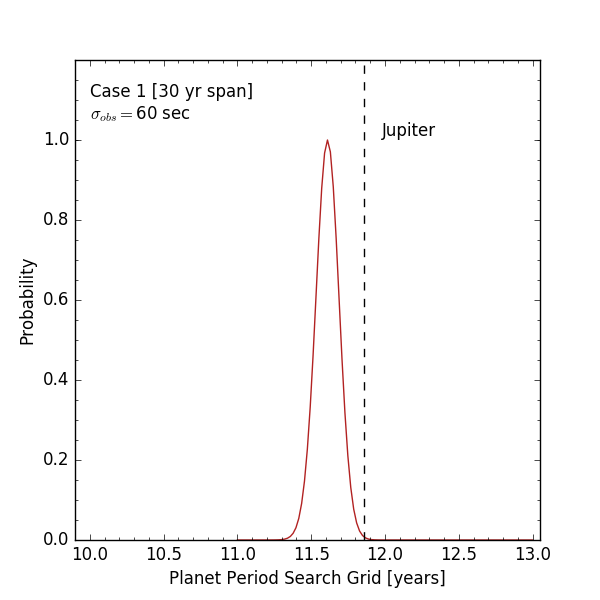 Case 1 [30 yr span]
σobs = 60 sec
Jupiter
1.0
0.8
0.6
0.4
0.2
0.0
Probability
10.0 10.5 11.0 11.5 12.0 12.5 13.0
Planet Period Search Grid [years]